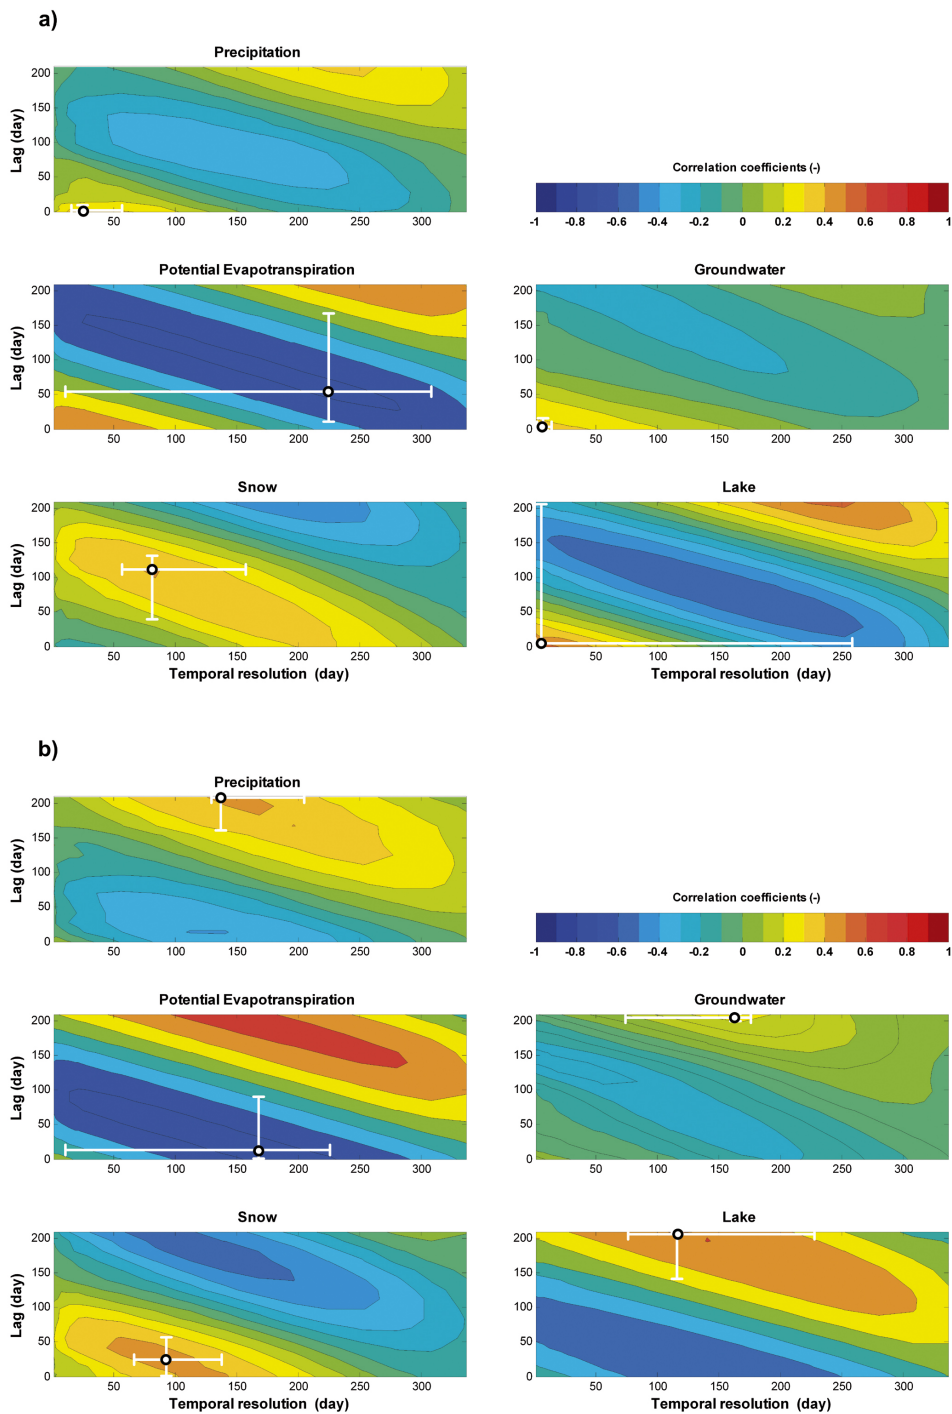 a)
Precipitation
Lag (day)
200
150
100
50
0
50 100 150 200 250 300
Correlation coefficients (-)
-1 -0.8 -0.6 -0.4 -0.2 0 0.2 0.4 0.6 0.8 1
Potential Evapotranspiration
Lag (day)
200
150
100
50
0
50 100 150 200 250 300
Groundwater
200
150
100
50
0
50 100 150 200 250 300
Snow
Lag (day)
200
100
50
0
50 100 150 200 250 300
Temporal resolution (day)
Lake
200
150
100
50
0
50 100 150 200 250 300
Temporal resolution (day)
b)
Precipitation
Lag (day)
200
150
100
50
0
50 100 150 200 250 300
Correlation coefficients (-)
-1 -0.8 -0.6 -0.4 -0.2 0 0.2 0.4 0.6 0.8 1
Potential Evapotranspiration
Lag (day)
200
150
100
50
0
50 100 150 200 250 300
Groundwater
200
150
100
50
0
50 100 150 200 250 300
Snow
Lag (day)
200
150
100
50
0
50 100 150 200 250 300
Temporal resolution (day)
Lake
200
150
100
50
0
50 100 150 200 250 300
Temporal resolution (day)